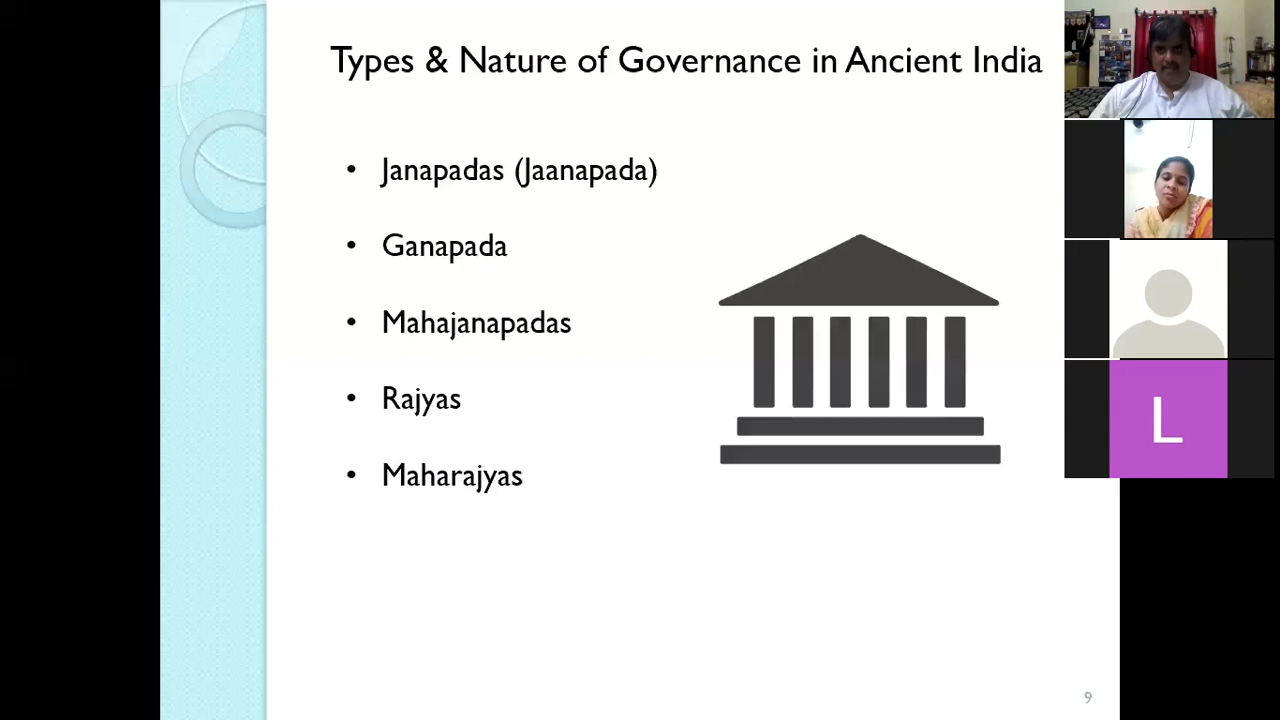 Types & Nature of Governance in Ancient India
• Janapadas (Jaanapada)
• Ganapada
• Mahajanapadas
• Rajyas
• Maharajyas
L
9